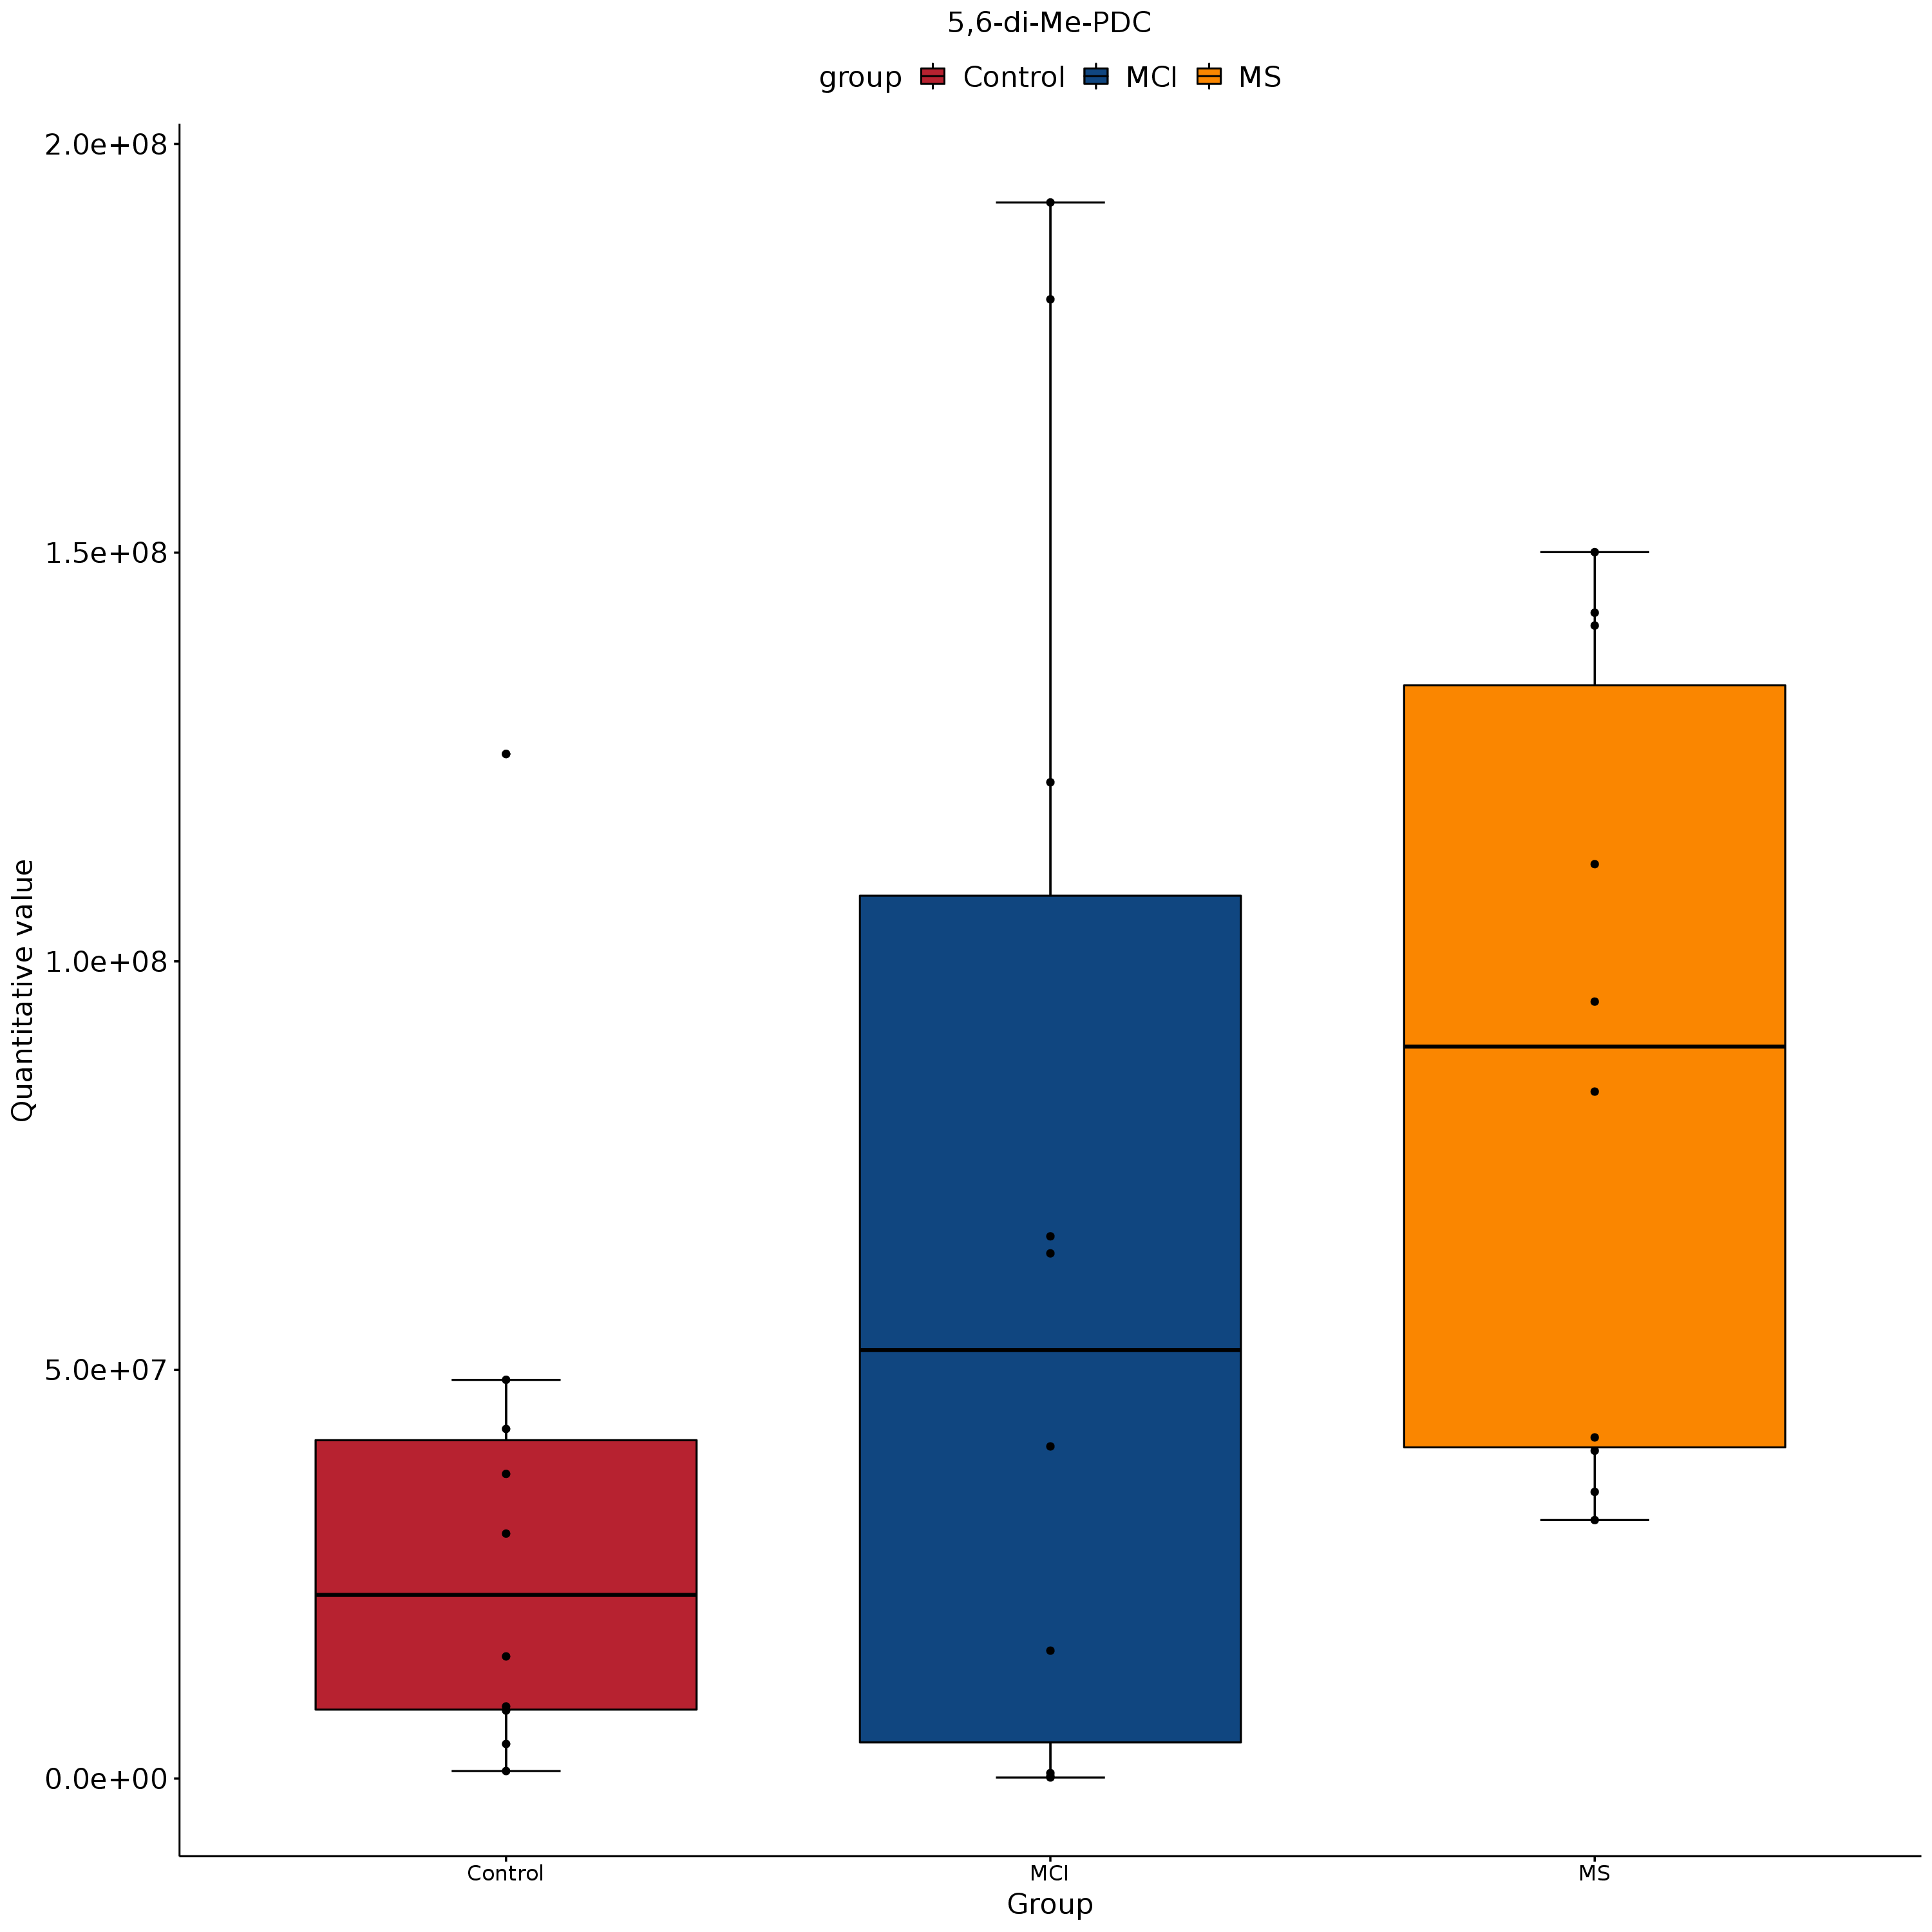 5,6-di-Me-PDC
group Control MCI MS
2.0e+08
1.5e+08
1.0e+08
5.0e+07
0.0e+00
Quantitative value
Control MCI MS
Group